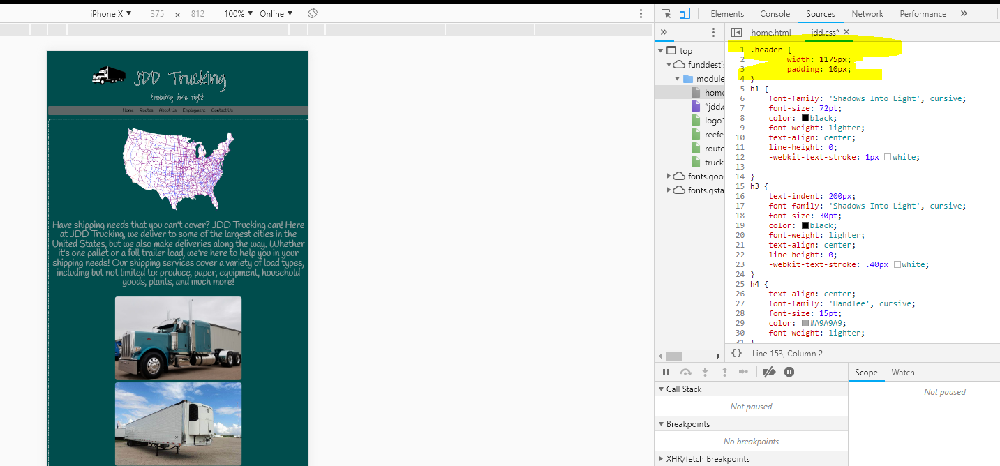 iPhone X ▼ 375 × 812 100% ▼ Online ▼
Elements Console Sources Network Performance »
» home.html jdd.css* ×
top
funddestis
module
home
*jdd.c
logo1
reefe
route
truck.
fonts.goo
fonts.gsta
JDD Trucking
trucking done right
Home Routes About Us Employment Contact Us
Have shipping needs that you can't cover? JDD Trucking can! Here
at JDD Trucking, we deliver to some of the largest cities in the
United States, but we also make deliveries along the way. Whether
it's one pallet or a full trailer load, we're here to help you in your
shipping needs! Our shipping services cover a variety of load types,
including but not limited to: produce, paper, equipment, household
goods, plants, and much more!
1 .header {
2 width: 1175px;
3 padding: 10px;
4 }
5 h1 {
6 font-family: 'Shadows Into Light', cursive;
7 font-size: 72pt;
8 color: black;
9 font-weight: lighter;
10 text-align: center;
11 line-height: 0;
12 -webkit-text-stroke: 1px white;
13
14 }
15 h3 {
16 text-indent: 200px;
17 font-family: 'Shadows Into Light', cursive;
18 font-size: 30pt;
19 color: black;
20 font-weight: lighter;
21 text-align: center;
22 line-height: 0;
23 -webkit-text-stroke: .40px white;
24 }
25 h4 {
26 text-align: center;
27 font-family: 'Handlee', cursive;
28 font-size: 15pt;
29 color: #A9A9A9;
30 font-weight: lighter;
31 }
{} Line 153, Column 2
Scope Watch
Call Stack
Not paused
Not paused
Breakpoints
No breakpoints
XHR/fetch Breakpoints